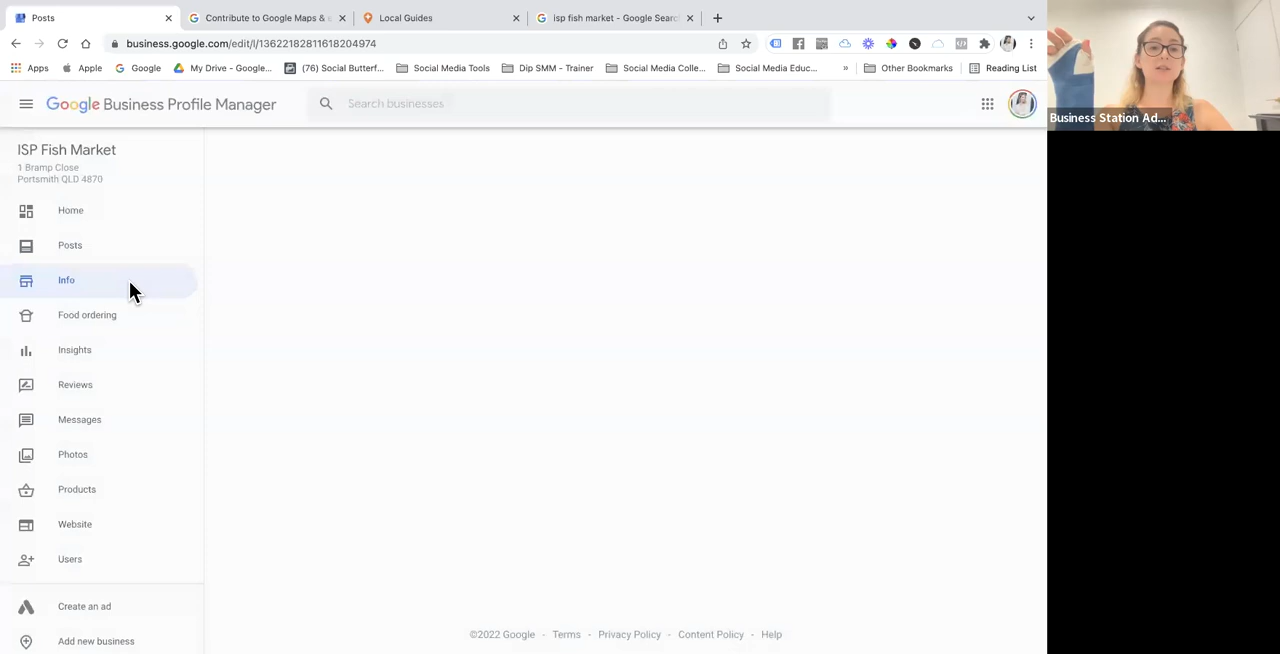 Posts
Contribute to Google Maps & e
Local Guides
isp fish market - Google Searc
business.google.com/edit/l/13622182811618204974
Apps
Apple
Google
My Drive - Google...
(76) Social Butterf...
Social Media Tools
Dip SMM - Trainer
Social Media Colle...
Social Media Educ...
»
Other Bookmarks
Reading List
Google Business Profile Manager
Search businesses
Business Station Ad...
ISP Fish Market
1 Bramp Close
Portsmith QLD 4870
Home
Posts
Info
Food ordering
Insights
Reviews
Messages
Photos
Products
Website
Users
Create an ad
Add new business
©2022 Google - Terms - Privacy Policy - Content Policy - Help